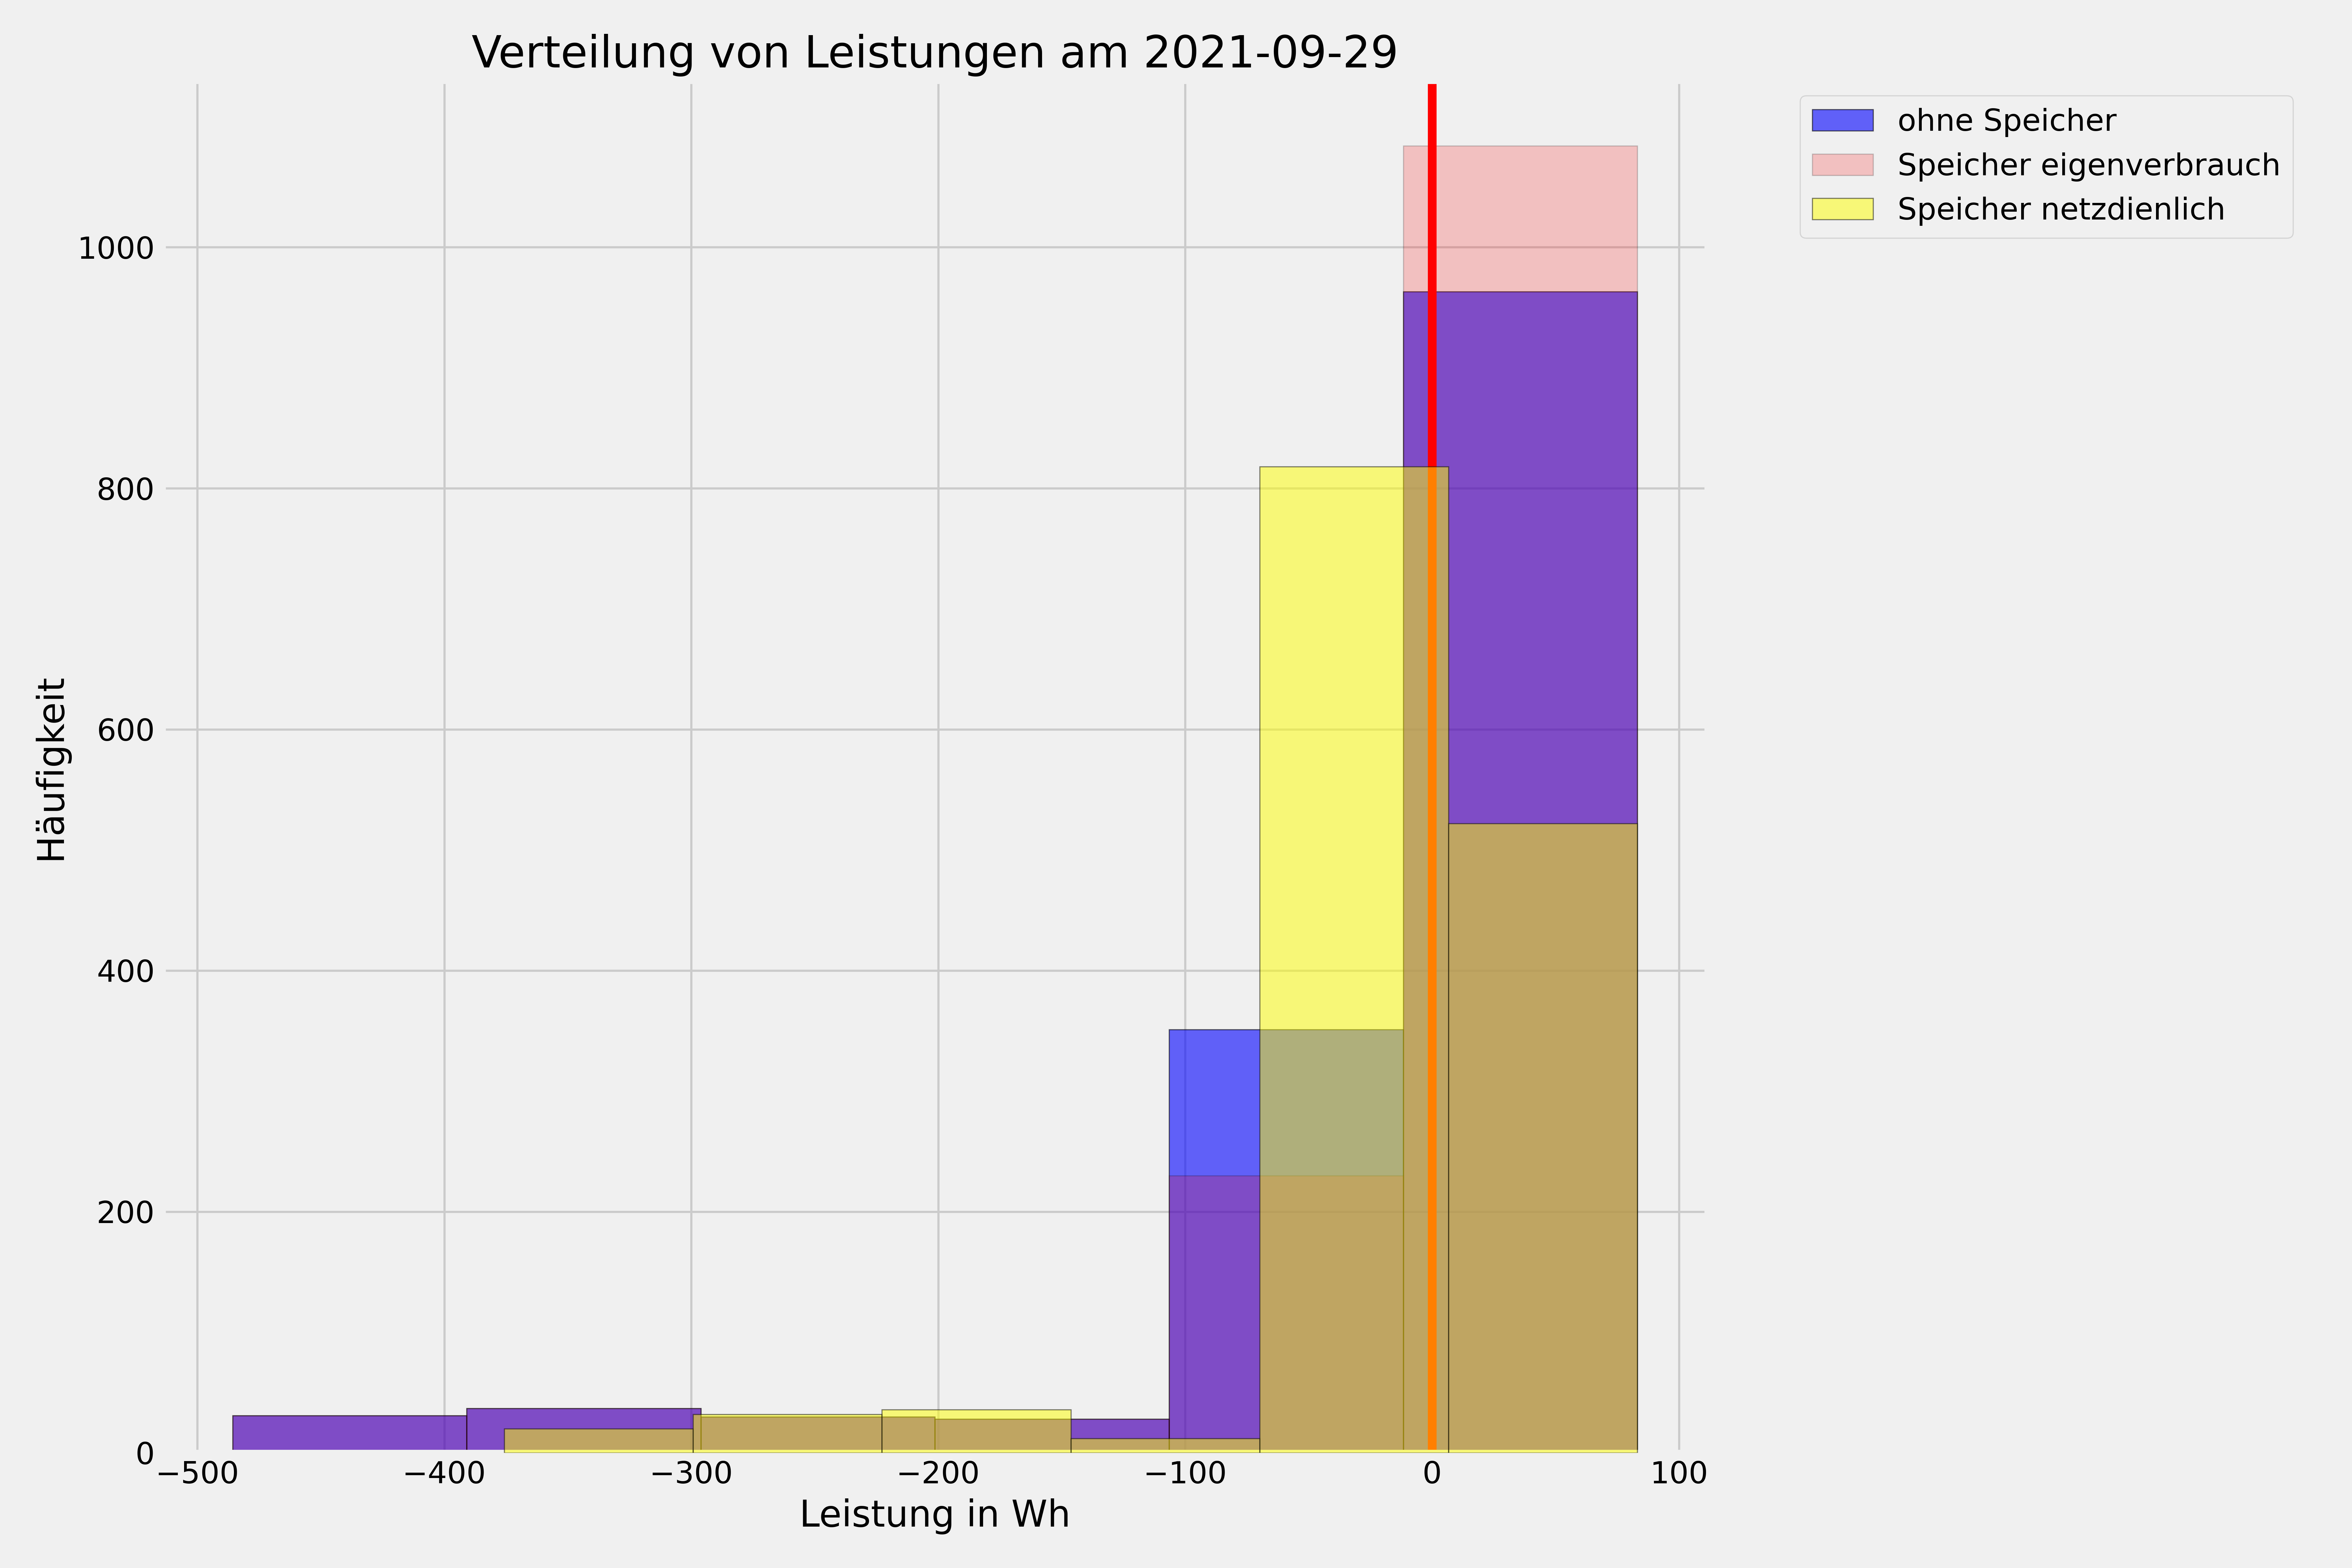 Verteilung von Leistungen am 2021-09-29
ohne Speicher
Speicher eigenverbrauch
Speicher netzdienlich
Häufigkeit
1000
800
600
400
200
0
−500 −400 −300 −200 −100 0 100
Leistung in Wh